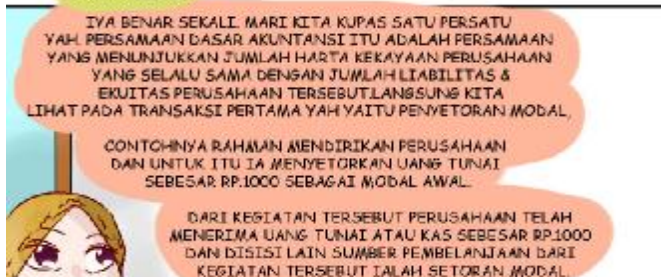 IYA BENAR SEKALI. MARI KITA KUPAS SATU PERSATU
YAH. PERSAMAAN DASAR AKUNTANSI ITU ADALAH PERSAMAAN
YANG MENUNJUKKAN JUMLAH HARTA KEKAYAAN PERUSAHAAN
YANG SELALU SAMA DENGAN JUMLAH LIABILITAS &
EKUITAS PERUSAHAAN TERSEBUT.LANGSUNG KITA
LIHAT PADA TRANSAKSI PERTAMA YAH YAITU PENYETORAN MODAL,
CONTOHNYA RAHMAN MENDIRIKAN PERUSAHAAN
DAN UNTUK ITU IA MENYETORKAN UANG TUNAI
SEBESAR RP.1000 SEBAGAI MODAL AWAL.
DARI KEGIATAN TERSEBUT PERUSAHAAN TELAH
MENERIMA UANG TUNAI ATAU KAS SEBESAR RP.1000
DAN DISISI LAIN SUMBER PEMBELANJAAN DARI
KEGIATAN TERSEBUT IALAH SETORAN MODAL